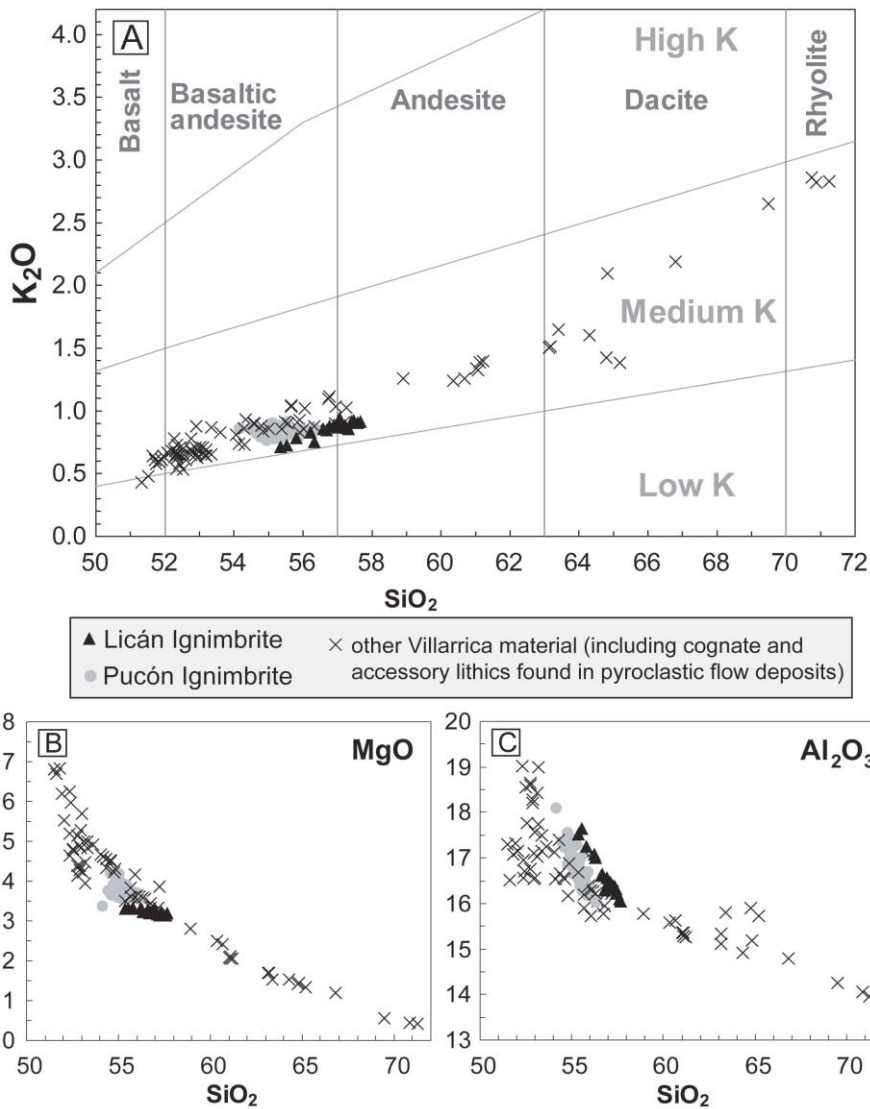 A
High K
Basalt
Basaltic
andesite
Andesite
Dacite
Rhyolite
Medium K
Low K
K2O
4.0
3.5
3.0
2.5
2.0
1.5
1.0
0.5
0.0
50 52 54 56 58 60 62 64 66 68 70 72
SiO2
▲ Licán Ignimbrite
● Pucón Ignimbrite
× other Villarrica material (including cognate and
accessory lithics found in pyroclastic flow deposits)
B
MgO
8
7
6
5
4
3
2
1
0
50 55 60 65 70
SiO2
C
Al2O3
20
19
18
17
16
15
14
13
50 55 60 65 70
SiO2